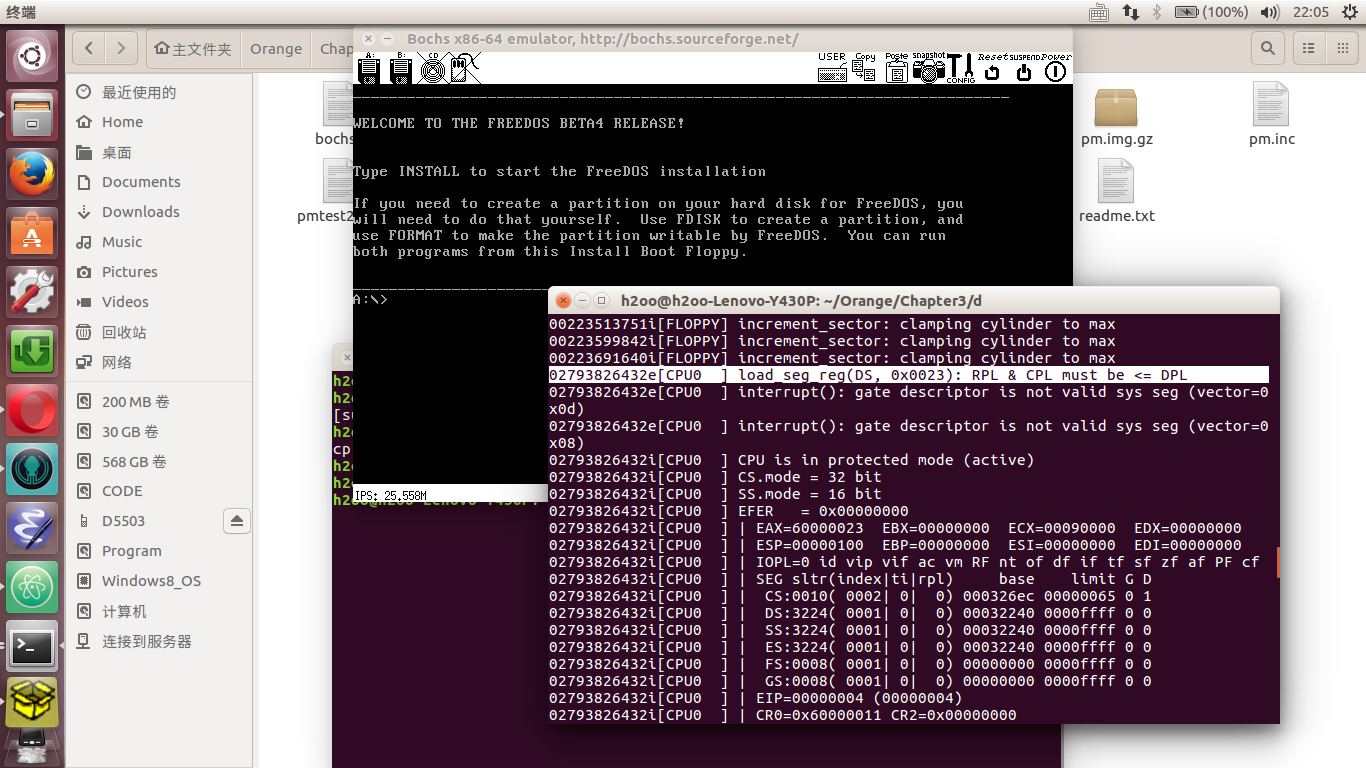 终端
(100%)
22:05
主文件夹
Orange
Chap
最近使用的
Home
桌面
Documents
Downloads
Music
Pictures
Videos
回收站
网络
200 MB 卷
30 GB 卷
568 GB 卷
CODE
D5503
Program
Windows8_OS
计算机
连接到服务器
bochs
pmtest2
pm.img.gz
pm.inc
readme.txt
Bochs x86-64 emulator, http://bochs.sourceforge.net/
A:
B:
CD
USER
Copy
Paste
snapshot
CONFIG
Reset
SUSPEND
Power
WELCOME TO THE FREEDOS BETA4 RELEASE!
Type INSTALL to start the FreeDOS installation
If you need to create a partition on your hard disk for FreeDOS, you
will need to do that yourself.  Use FDISK to create a partition, and
use FORMAT to make the partition writable by FreeDOS.  You can run
both programs from this Install Boot Floppy.
A:\>
IPS: 25.558M
h2o
h2o
[su
h2o
cp
h2o
h2o
h2oo@h2oo-Lenovo-Y430P:
h2oo@h2oo-Lenovo-Y430P: ~/Orange/Chapter3/d
00223513751i[FLOPPY] increment_sector: clamping cylinder to max
00223599842i[FLOPPY] increment_sector: clamping cylinder to max
00223691640i[FLOPPY] increment_sector: clamping cylinder to max
02793826432e[CPU0  ] load_seg_reg(DS, 0x0023): RPL & CPL must be <= DPL
02793826432e[CPU0  ] interrupt(): gate descriptor is not valid sys seg (vector=0
x0d)
02793826432e[CPU0  ] interrupt(): gate descriptor is not valid sys seg (vector=0
x08)
02793826432i[CPU0  ] CPU is in protected mode (active)
02793826432i[CPU0  ] CS.mode = 32 bit
02793826432i[CPU0  ] SS.mode = 16 bit
02793826432i[CPU0  ] EFER   = 0x00000000
02793826432i[CPU0  ] | EAX=60000023  EBX=00000000  ECX=00090000  EDX=00000000
02793826432i[CPU0  ] | ESP=00000100  EBP=00000000  ESI=00000000  EDI=00000000
02793826432i[CPU0  ] | IOPL=0 id vip vif ac vm RF nt of df if tf sf zf af PF cf
02793826432i[CPU0  ] | SEG sltr(index|ti|rpl)     base    limit G D
02793826432i[CPU0  ] |  CS:0010( 0002| 0|  0) 000326ec 00000065 0 1
02793826432i[CPU0  ] |  DS:3224( 0001| 0|  0) 00032240 0000ffff 0 0
02793826432i[CPU0  ] |  SS:3224( 0001| 0|  0) 00032240 0000ffff 0 0
02793826432i[CPU0  ] |  ES:3224( 0001| 0|  0) 00032240 0000ffff 0 0
02793826432i[CPU0  ] |  FS:0008( 0001| 0|  0) 00000000 0000ffff 0 0
02793826432i[CPU0  ] |  GS:0008( 0001| 0|  0) 00000000 0000ffff 0 0
02793826432i[CPU0  ] | EIP=00000004 (00000004)
02793826432i[CPU0  ] | CR0=0x60000011 CR2=0x00000000